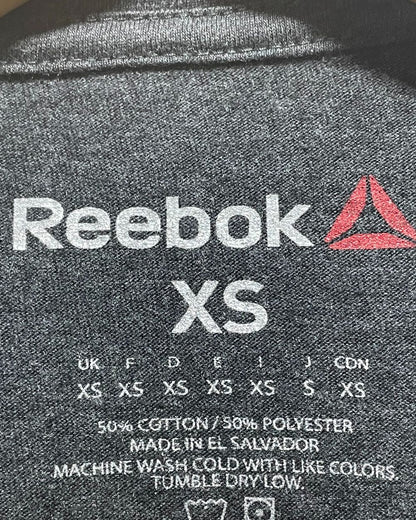 Reebok
XS
UK F D E I J CDN
XS XS XS XS XS S XS
50% COTTON / 50% POLYESTER
MADE IN EL SALVADOR
MACHINE WASH COLD WITH LIKE COLORS.
TUMBLE DRY LOW.